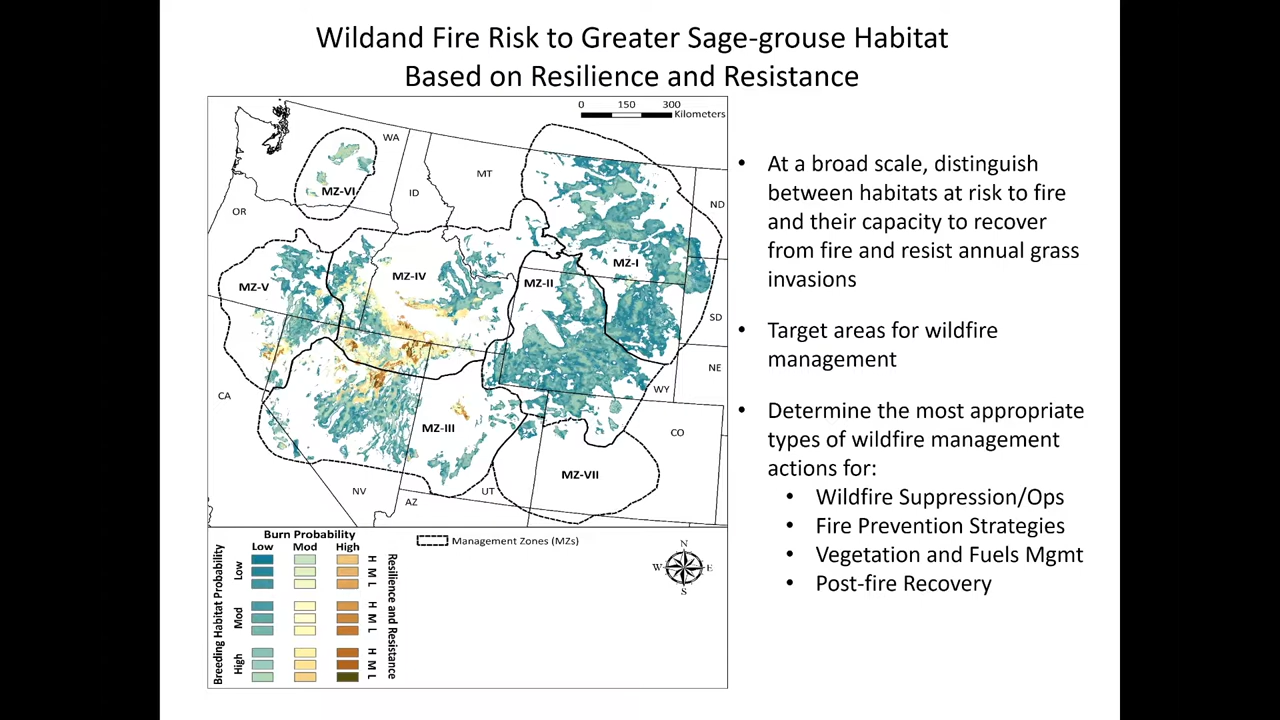 Wildand Fire Risk to Greater Sage-grouse Habitat
Based on Resilience and Resistance
0 150 300
Kilometers
WA
MZ-VI
MT
ID
ND
OR
MZ-I
MZ-IV
MZ-II
MZ-V
SD
NE
WY
CA
MZ-III
CO
MZ-VII
NV
UT
AZ
Burn Probability
Low Mod High
Breeding Habitat Probability
Low
H
M
L
Mod
H
M
L
High
H
M
L
Resilience and Resistance
Management Zones (MZs)
N
W E
S
• At a broad scale, distinguish
between habitats at risk to fire
and their capacity to recover
from fire and resist annual grass
invasions
• Target areas for wildfire
management
• Determine the most appropriate
types of wildfire management
actions for:
• Wildfire Suppression/Ops
• Fire Prevention Strategies
• Vegetation and Fuels Mgmt
• Post-fire Recovery